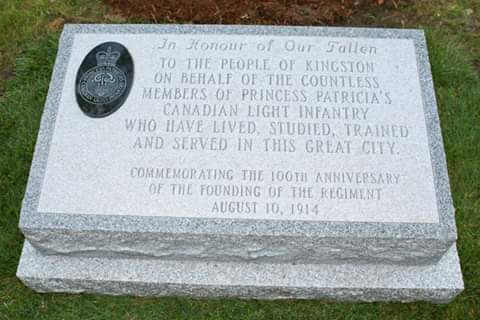 In Honour of Our Fallen
TO THE PEOPLE OF KINGSTON
ON BEHALF OF THE COUNTLESS
MEMBERS OF PRINCESS PATRICIA'S
CANADIAN LIGHT INFANTRY
WHO HAVE LIVED, STUDIED, TRAINED
AND SERVED IN THIS GREAT CITY.
COMMEMORATING THE 100TH ANNIVERSARY
OF THE FOUNDING OF THE REGIMENT
AUGUST 10, 1914